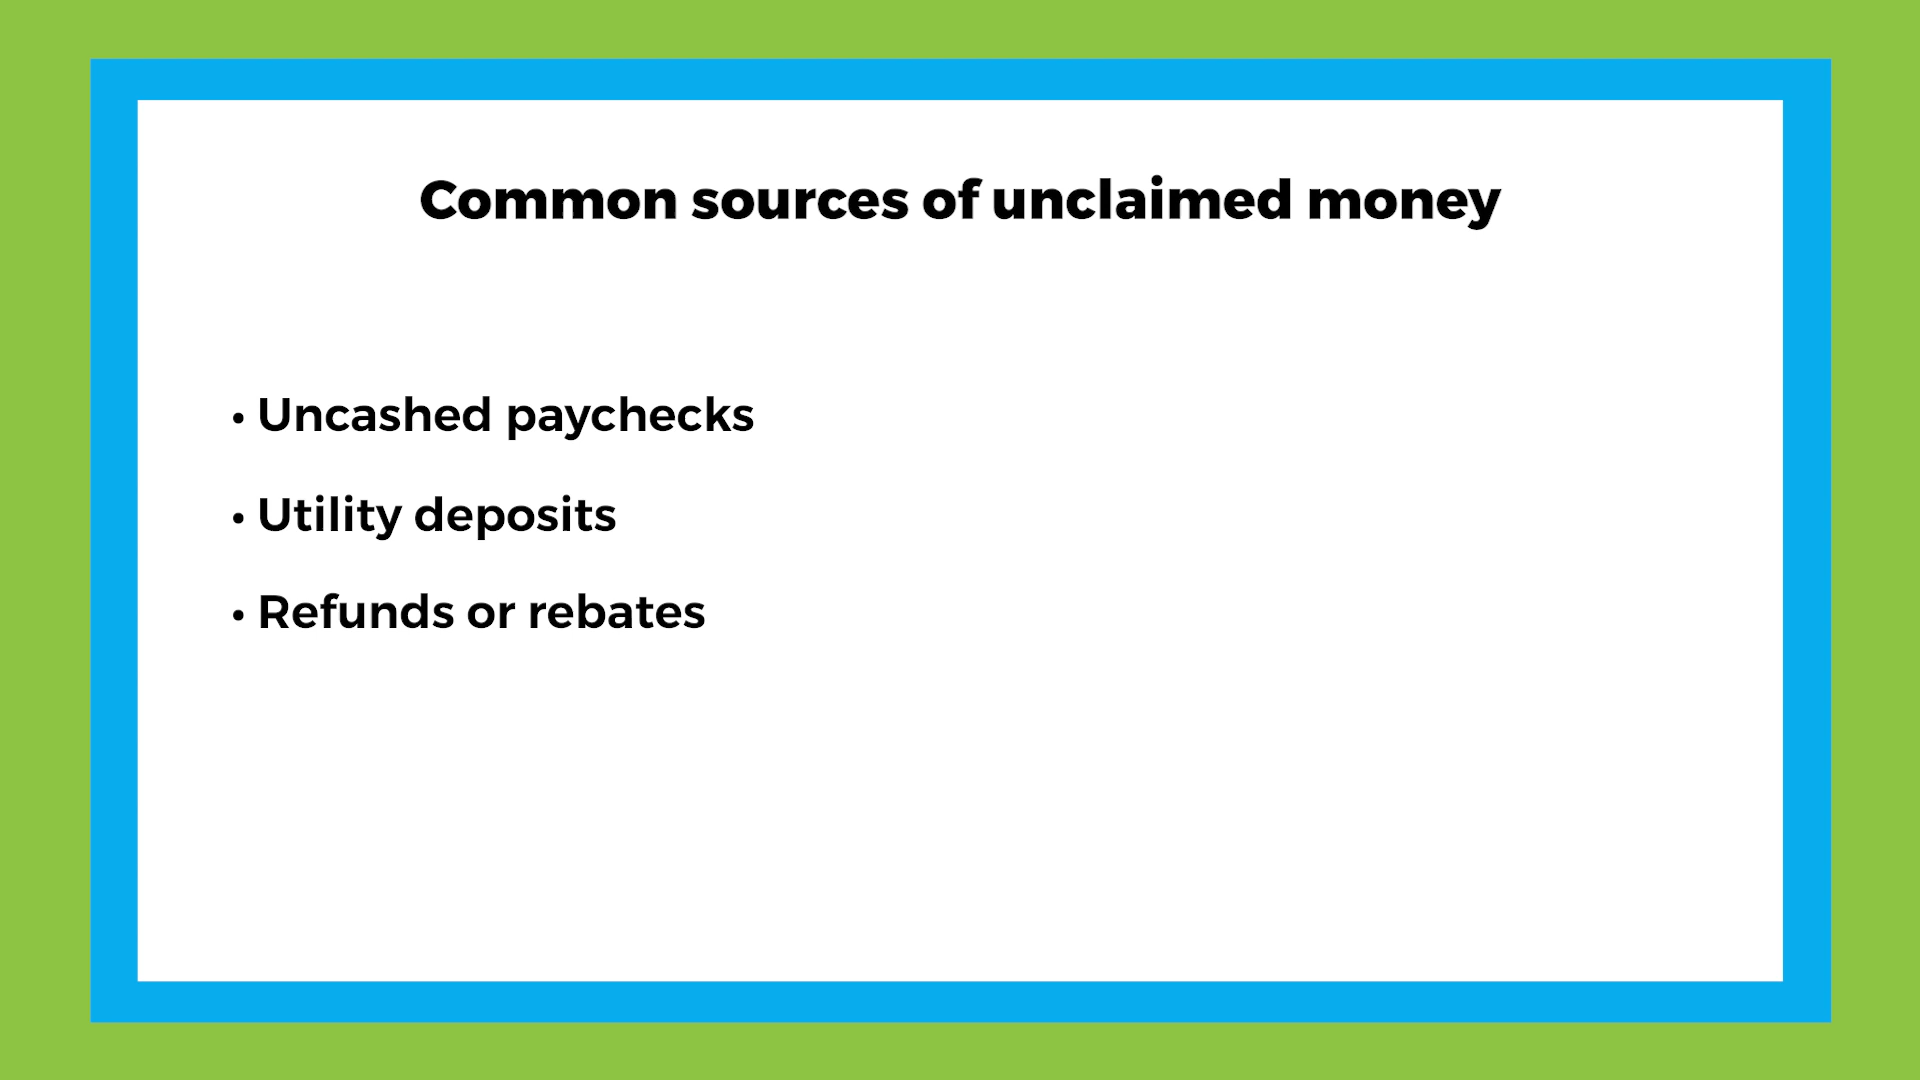 Common sources of unclaimed money
• Uncashed paychecks
• Utility deposits
• Refunds or rebates